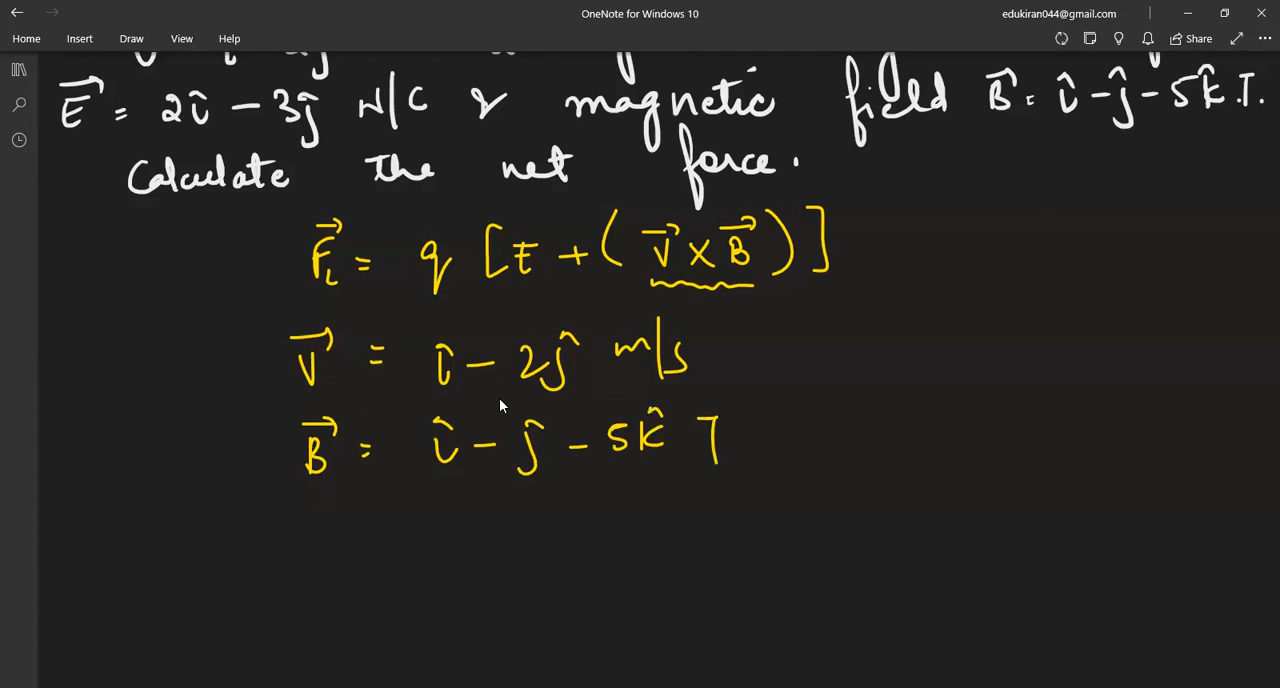 OneNote for Windows 10
edukiran044@gmail.com
Home Insert Draw View Help
Share
E⃗ = 2î - 3ĵ N/C & magnetic field B⃗ = î - ĵ - 5k̂ T.
Calculate the net force.
F⃗L = q [E + (V⃗ × B⃗)]
V⃗ = î - 2ĵ m/s
B⃗ = î - ĵ - 5k̂ T